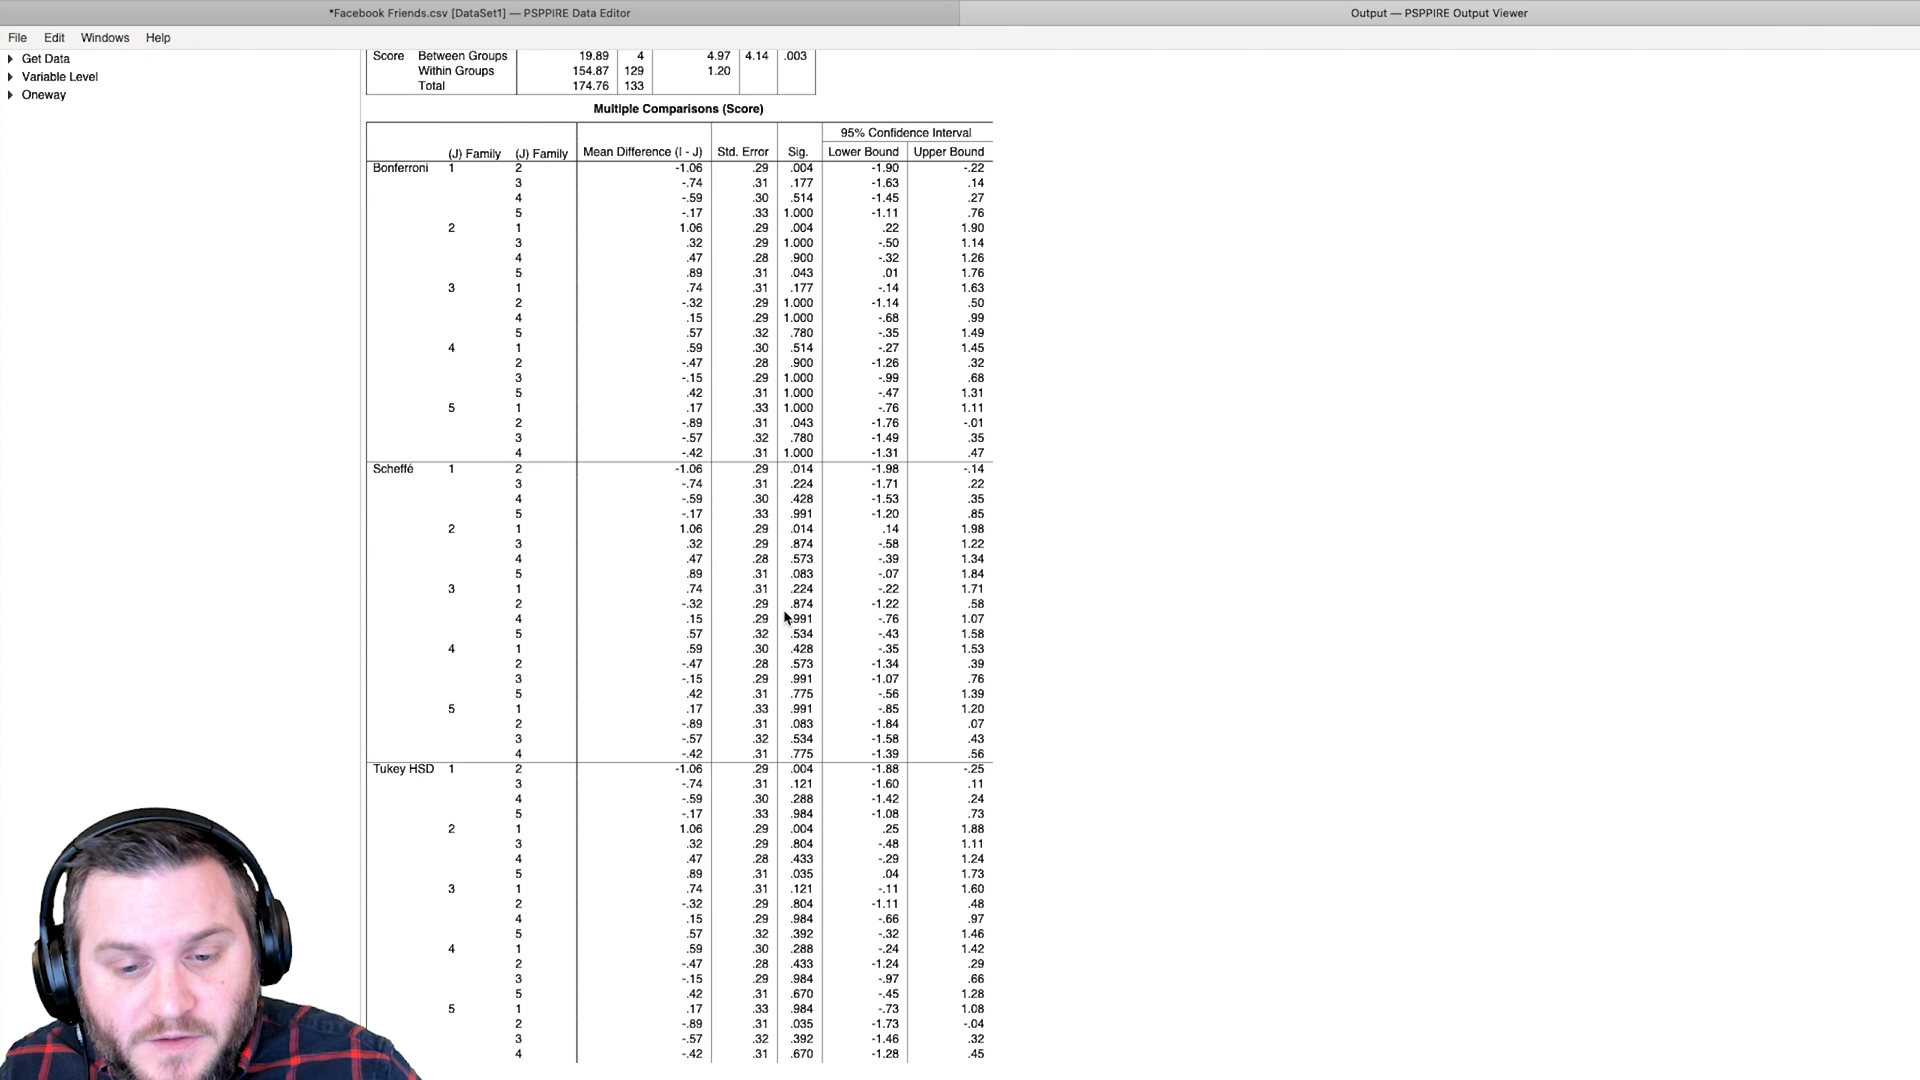 *Facebook Friends.csv [DataSet1] — PSPPIRE Data Editor
Output — PSPPIRE Output Viewer
File Edit Windows Help
Get Data
Variable Level
Oneway
Score Between Groups 19.89 4 4.97 4.14 .003
Within Groups 154.87 129 1.20
Total 174.76 133
Multiple Comparisons (Score)
95% Confidence Interval
(J) Family (J) Family Mean Difference (I - J) Std. Error Sig. Lower Bound Upper Bound
Bonferroni 1 2 -1.06 .29 .004 -1.90 -.22
3 -.74 .31 .177 -1.63 .14
4 -.59 .30 .514 -1.45 .27
5 -.17 .33 1.000 -1.11 .76
2 1 1.06 .29 .004 .22 1.90
3 .32 .29 1.000 -.50 1.14
4 .47 .28 .900 -.32 1.26
5 .89 .31 .043 .01 1.76
3 1 .74 .31 .177 -.14 1.63
2 -.32 .29 1.000 -1.14 .50
4 .15 .29 1.000 -.68 .99
5 .57 .32 .780 -.35 1.49
4 1 .59 .30 .514 -.27 1.45
2 -.47 .28 .900 -1.26 .32
3 -.15 .29 1.000 -.99 .68
5 .42 .31 1.000 -.47 1.31
5 1 .17 .33 1.000 -.76 1.11
2 -.89 .31 .043 -1.76 -.01
3 -.57 .32 .780 -1.49 .35
4 -.42 .31 1.000 -1.31 .47
Scheffé 1 2 -1.06 .29 .014 -1.98 -.14
3 -.74 .31 .224 -1.71 .22
4 -.59 .30 .428 -1.53 .35
5 -.17 .33 .991 -1.20 .85
2 1 1.06 .29 .014 .14 1.98
3 .32 .29 .874 -.58 1.22
4 .47 .28 .573 -.39 1.34
5 .89 .31 .083 -.07 1.84
3 1 .74 .31 .224 -.22 1.71
2 -.32 .29 .874 -1.22 .58
4 .15 .29 .991 -.76 1.07
5 .57 .32 .534 -.43 1.58
4 1 .59 .30 .428 -.35 1.53
2 -.47 .28 .573 -1.34 .39
3 -.15 .29 .991 -1.07 .76
5 .42 .31 .775 -.56 1.39
5 1 .17 .33 .991 -.85 1.20
2 -.89 .31 .083 -1.84 .07
3 -.57 .32 .534 -1.58 .43
4 -.42 .31 .775 -1.39 .56
Tukey HSD 1 2 -1.06 .29 .004 -1.88 -.25
3 -.74 .31 .121 -1.60 .11
4 -.59 .30 .288 -1.42 .24
5 -.17 .33 .984 -1.08 .73
2 1 1.06 .29 .004 .25 1.88
3 .32 .29 .804 -.48 1.11
4 .47 .28 .433 -.29 1.24
5 .89 .31 .035 .04 1.73
3 1 .74 .31 .121 -.11 1.60
2 -.32 .29 .804 -1.11 .48
4 .15 .29 .984 -.66 .97
5 .57 .32 .392 -.32 1.46
4 1 .59 .30 .288 -.24 1.42
2 -.47 .28 .433 -1.24 .29
3 -.15 .29 .984 -.97 .66
5 .42 .31 .670 -.45 1.28
5 1 .17 .33 .984 -.73 1.08
2 -.89 .31 .035 -1.73 -.04
3 -.57 .32 .392 -1.46 .32
4 -.42 .31 .670 -1.28 .45